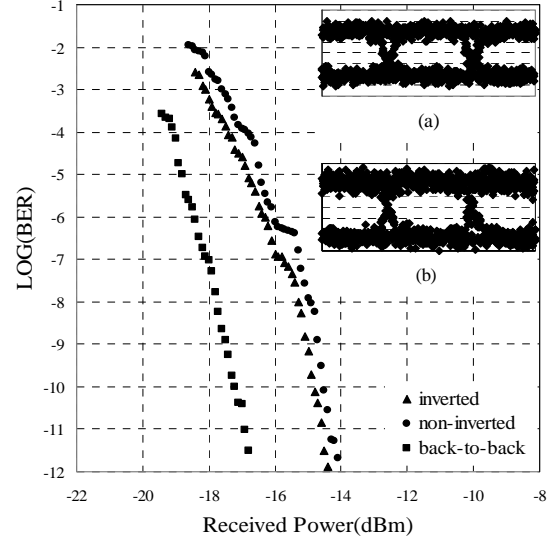 -1
-2
-3
-4
-5
-6
-7
-8
-9
-10
-11
-12
LOG(BER)
(a)
(b)
inverted
non-inverted
back-to-back
-22 -20 -18 -16 -14 -12 -10 -8
Received Power(dBm)